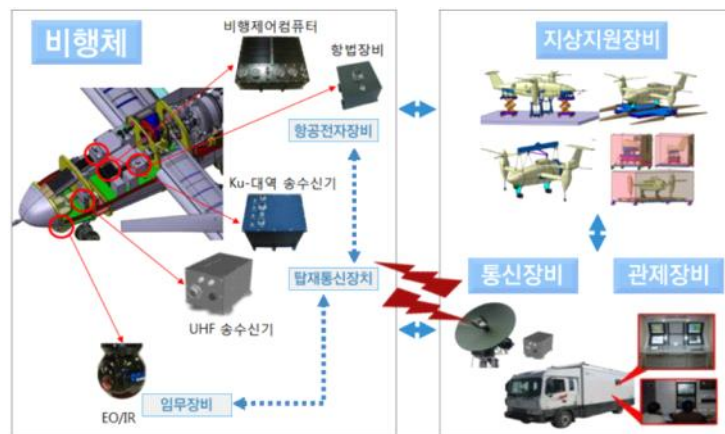 비행체
비행제어컴퓨터
항법장비
항공전자장비
Ku-대역 송수신기
탑재통신장치
UHF 송수신기
EO/IR
임무장비
지상지원장비
통신장비
관제장비